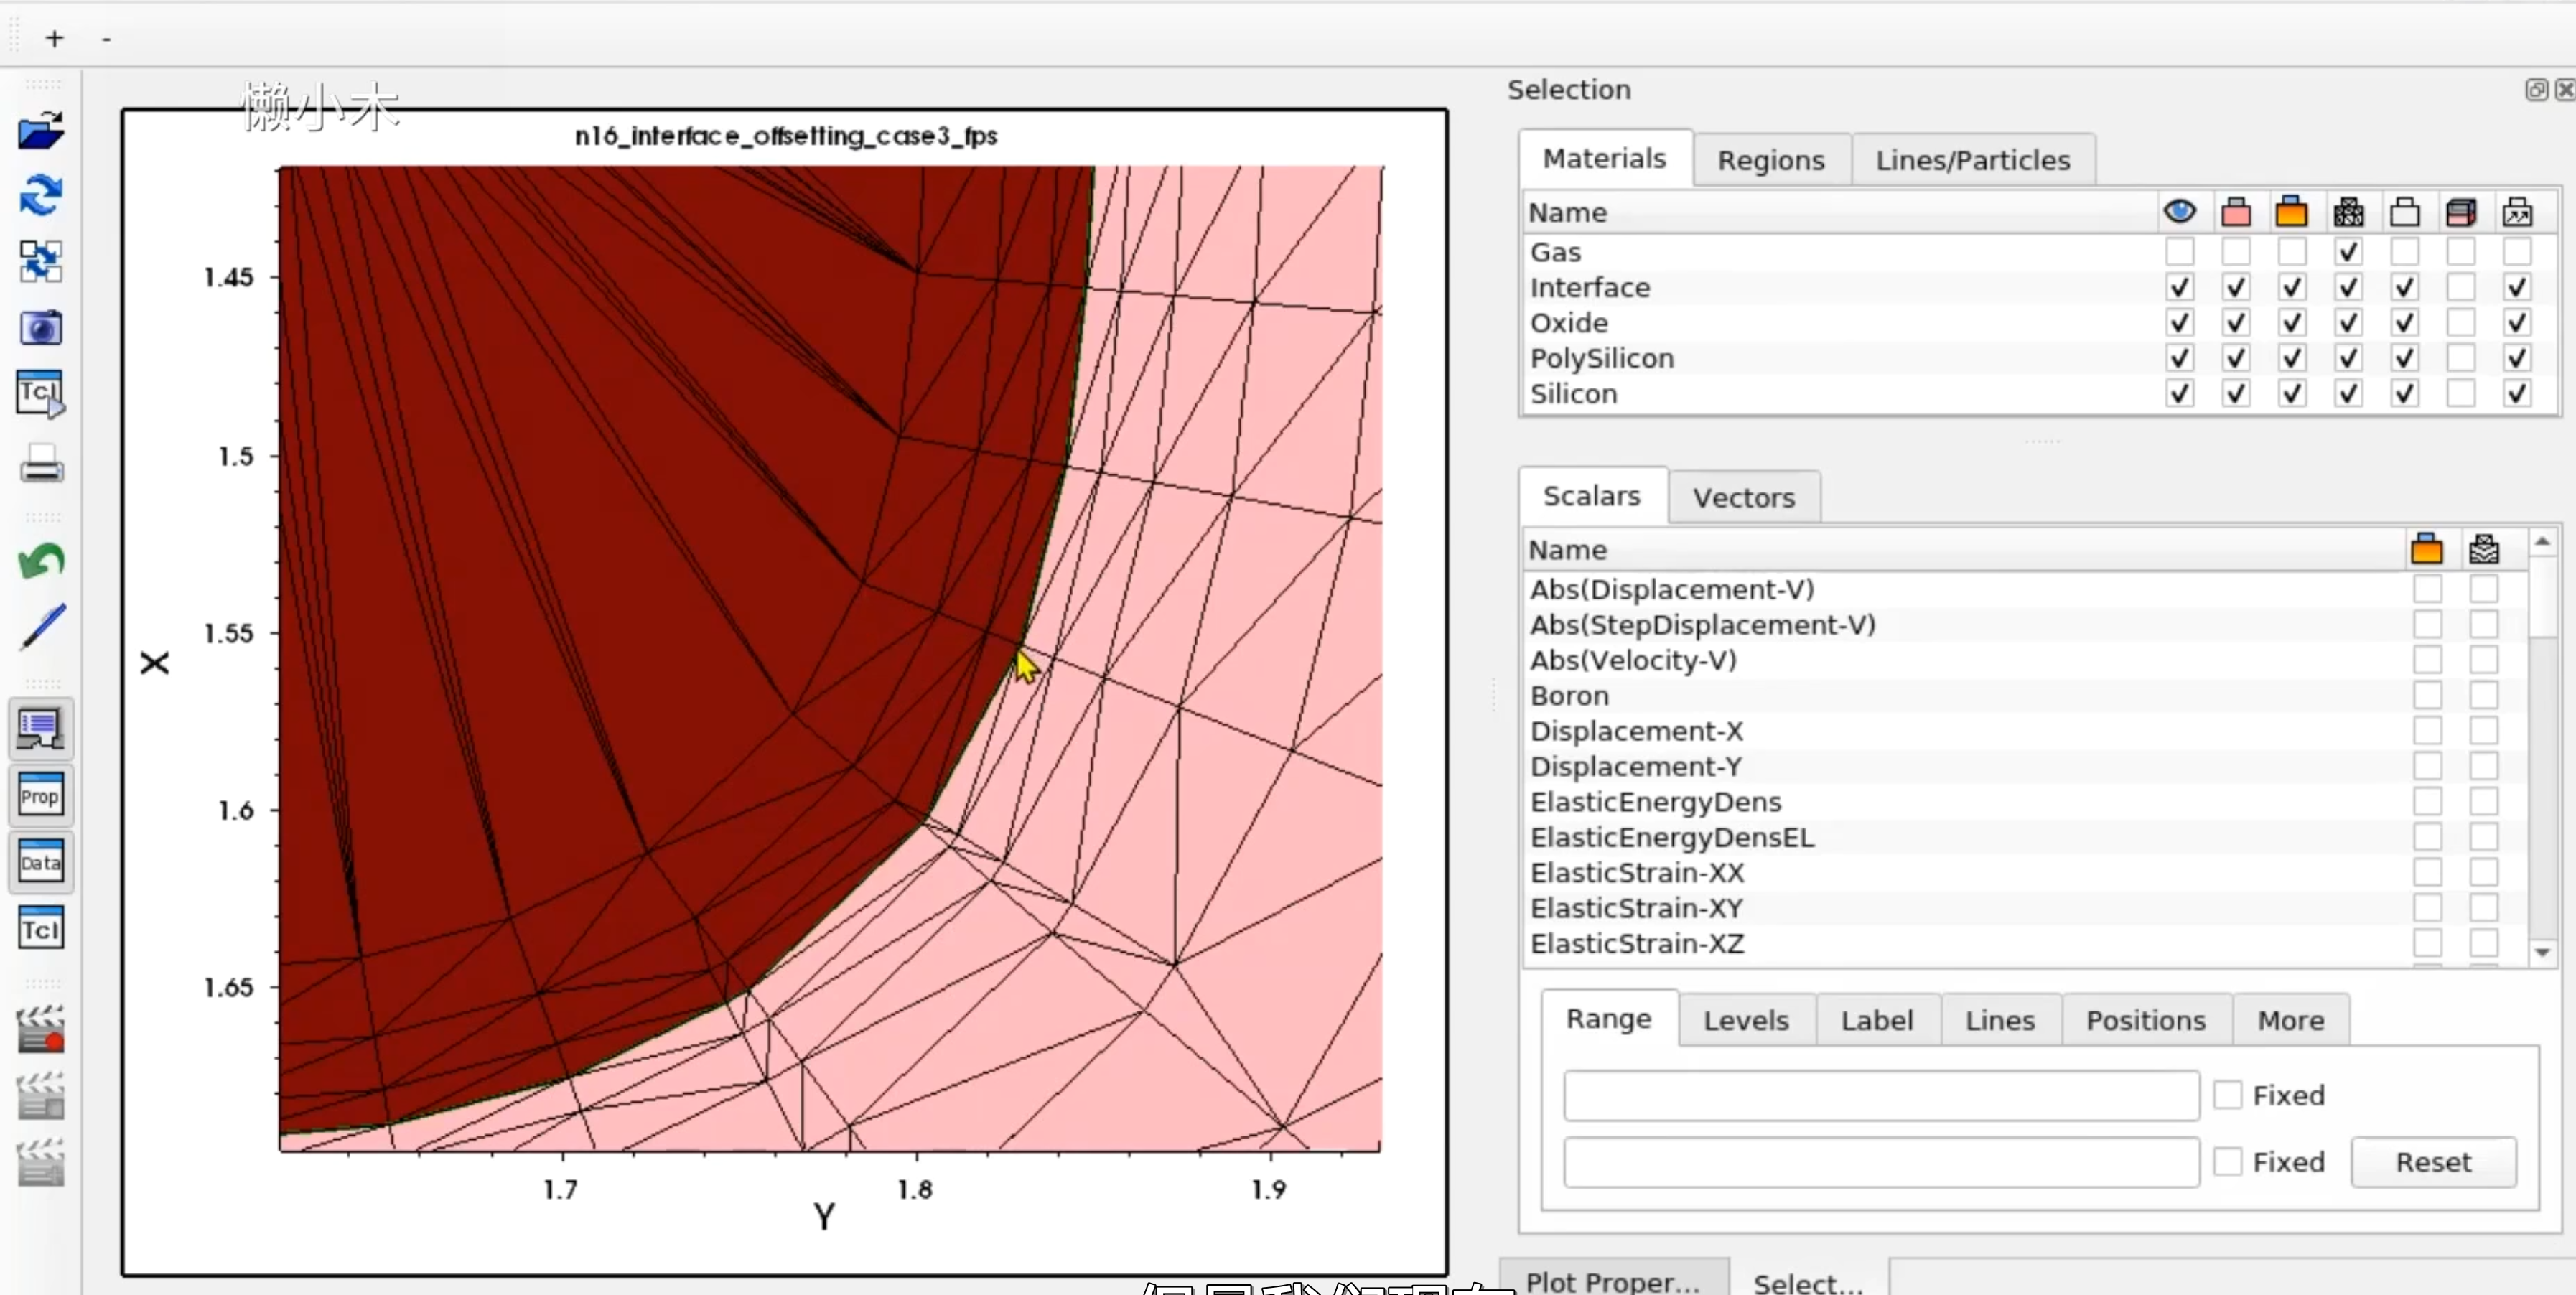 + -
懒小木
n16_interface_offsetting_case3_fps
1.45
1.5
1.55
1.6
1.65
X
1.7 1.8 1.9
Y
Tcl
Prop
Data
Tcl
Selection
Materials Regions Lines/Particles
Name
Gas
Interface
Oxide
PolySilicon
Silicon
Scalars Vectors
Name
Abs(Displacement-V)
Abs(StepDisplacement-V)
Abs(Velocity-V)
Boron
Displacement-X
Displacement-Y
ElasticEnergyDens
ElasticEnergyDensEL
ElasticStrain-XX
ElasticStrain-XY
ElasticStrain-XZ
Range Levels Label Lines Positions More
Fixed
Fixed Reset
Plot Proper... Select...